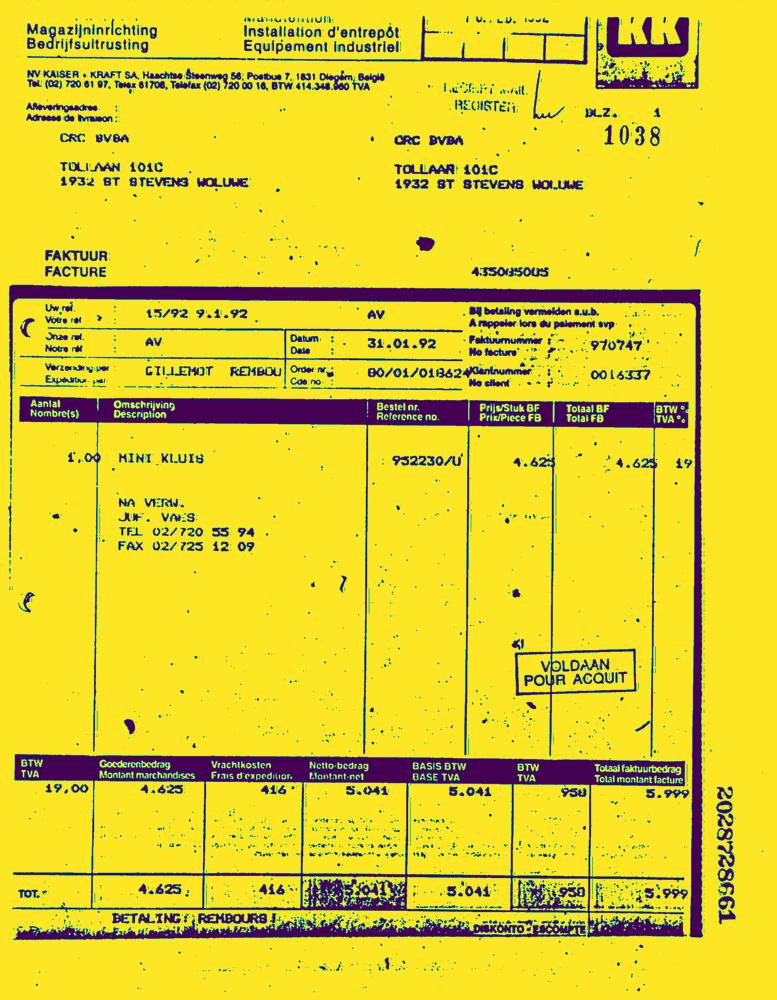 Magazijninrichting
Bedrijfsuitrusting
Installation d'entrepôt
Equipement industriel
KK
NV KAISER + KRAFT SA, Haachtse Steenweg 56, Postbus 7, 1831 Diegem, België
Tel. (02) 720 61 97, Telex 61706, Telefax (02) 720 00 16, BTW 414.348.960 TVA
REGISTER
Afleveringsadres :
Adresse de livraison :
BLZ. 1
1038
CRC BVBA CRC BVBA
TOLLAAN 101C TOLLAAN 101C
1932 ST STEVENS WOLUWE 1932 ST STEVENS WOLUWE
FAKTUUR
FACTURE
435085005
Uw ref. Votre réf : 15/92 9.1.92 AV
Bij betaling vermelden a.u.b.
A rappeler lors du paiement svp
Onze ref. Notre réf : AV Datum Date : 31.01.92 Faktuurnummer No facture : 970747
Verzending per Expédition par GILLEMOT REMBOU Order nr. Cde no 80/01/018624 Klantnummer No client 0016337
Aantal Omschrijving Bestel nr. Prijs/Stuk BF Totaal BF BTW %
Nombre(s) Description Reference no. Prix/Piece FB Total FB TVA %
1,00 MINI KLUIS 952230/U 4.625 4.625 19
NA VERW.
JUF. VAES
TEL 02/720 55 94
FAX 02/725 12 09
VOLDAAN
POUR ACQUIT
BTW Goederenbedrag Vrachtkosten Netto-bedrag BASIS BTW BTW Totaal faktuurbedrag
TVA Montant marchandises Frais d'expédition Montant-net BASE TVA TVA Total montant facture
19,00 4.625 416 5.041 5.041 958 5.999
TOT. 4.625 416 5.041 5.041 958 5.999
BETALING: REMBOURS
DISKONTO - ESCOMPTE
2028728661